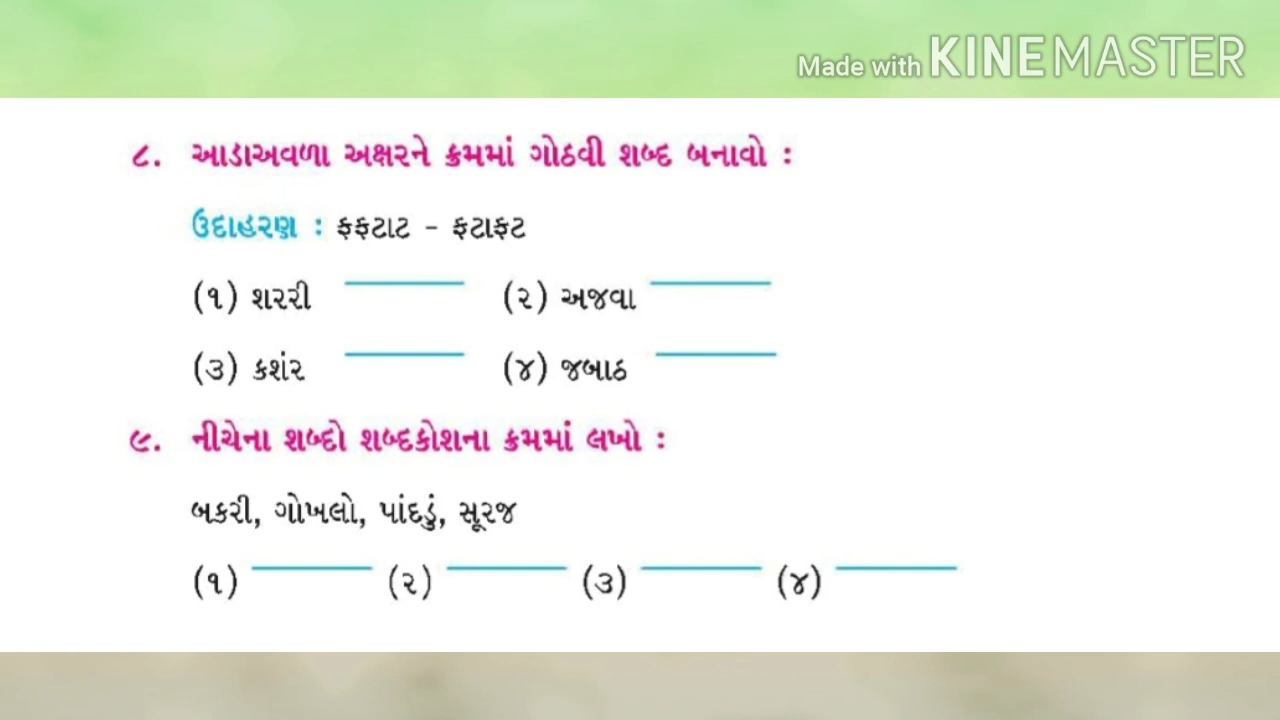 Made with KINEMASTER
૮. આડાઅવળા અક્ષરને ક્રમમાં ગોઠવી શબ્દ બનાવો :
ઉદાહરણ : ફફટાટ - ફટાફટ
(૧) શરરી (૨) અજવા
(૩) કશંર (૪) જબાઠ
૯. નીચેના શબ્દો શબ્દકોશના ક્રમમાં લખો :
બકરી, ગોખલો, પાંદડું, સૂરજ
(૧) (૨) (૩) (૪)